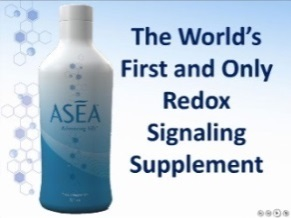 The World's
First and Only
Redox
Signaling
Supplement
ASEA